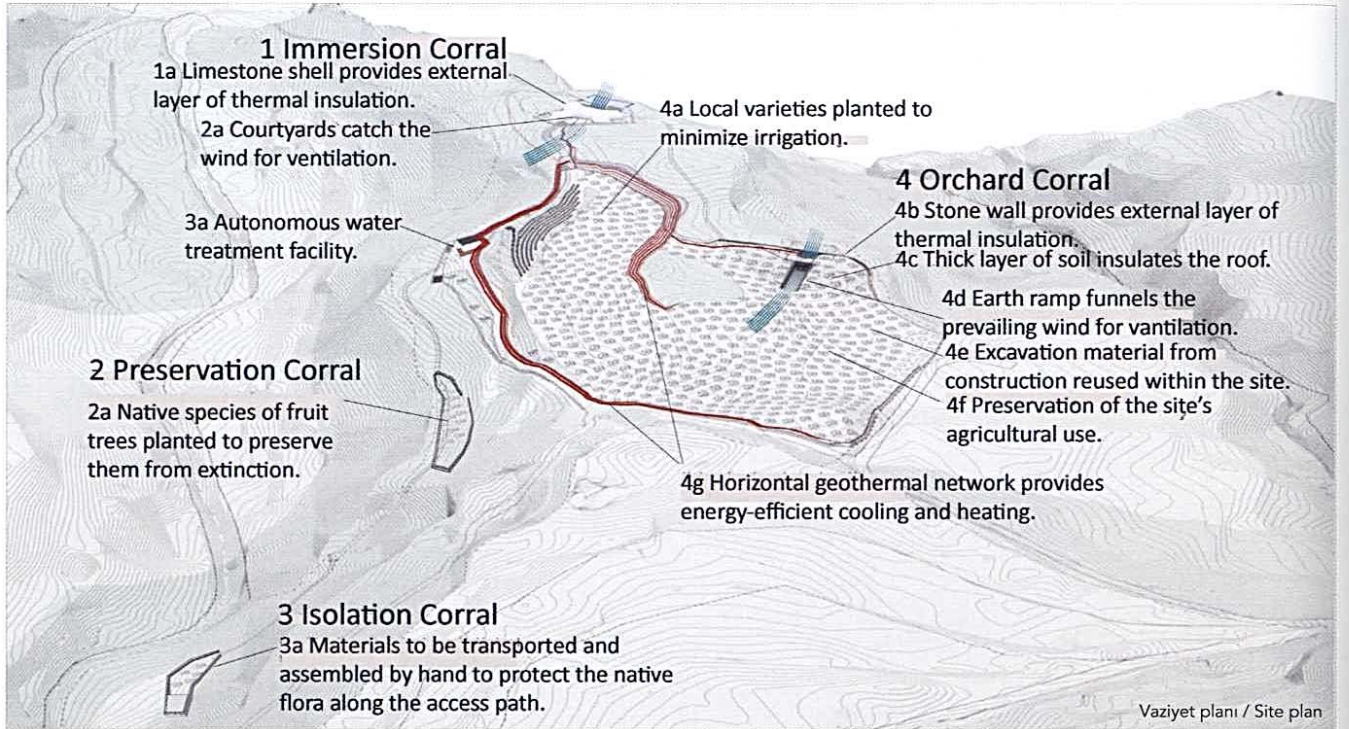 1 Immersion Corral
1a Limestone shell provides external
layer of thermal insulation.
2a Courtyards catch the
wind for ventilation.
3a Autonomous water
treatment facility.
4a Local varieties planted to
minimize irrigation.
4 Orchard Corral
4b Stone wall provides external layer of
thermal insulation.
4c Thick layer of soil insulates the roof.
4d Earth ramp funnels the
prevailing wind for vantilation.
4e Excavation material from
construction reused within the site.
4f Preservation of the siţe's
agricultural use.
4g Horizontal geothermal network provides
energy-efficient cooling and heating.
2 Preservation Corral
2a Native species of fruit
trees planted to preserve
them from extinction.
3 Isolation Corral
3a Materials to be transported and
assembled by hand to protect the native
flora along the access path.
Vaziyet planı / Site plan